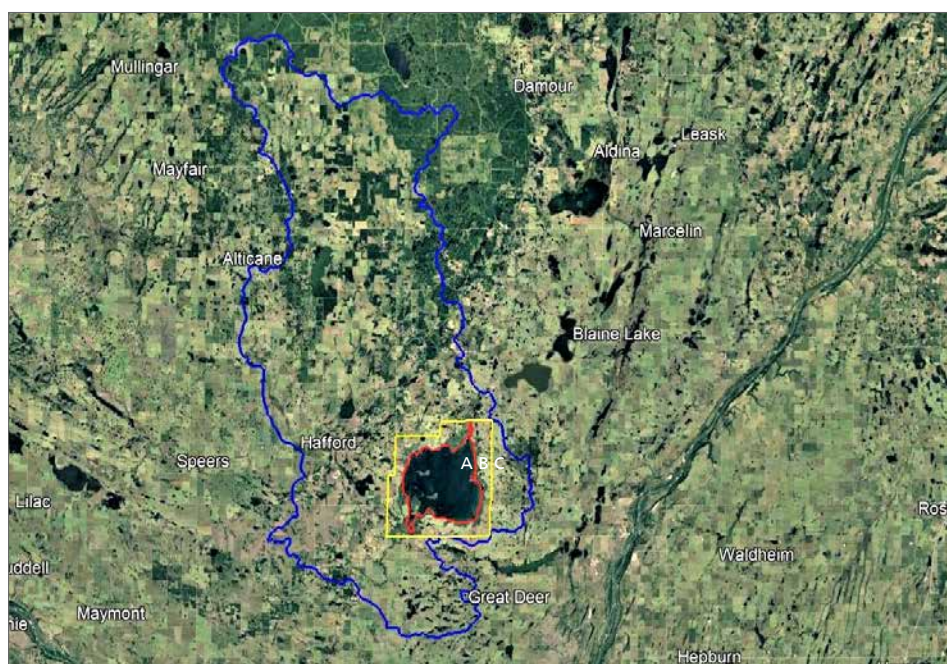 Mullingar
Damour
Leask
Aldina
Mayfair
Marcelin
Alticane
Blaine Lake
Hafford
Speers
A B C
Lilac
Ros
Waldheim
uddell
Great Deer
Maymont
nie
Hepburn